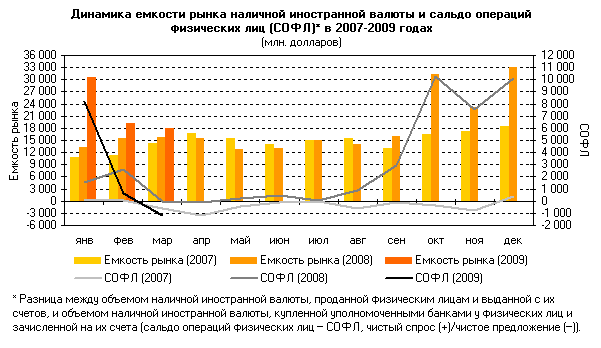 Динамика емкости рынка наличной иностранной валюты и сальдо операций
физических лиц (СОФЛ)* в 2007-2009 годах
(млн. долларов)
36 000
33 000
30 000
27 000
24 000
21 000
18 000
15 000
12 000
9 000
6 000
3 000
0
-3 000
-6 000
Емкость рынка
12 000
11 000
10 000
9 000
8 000
7 000
6 000
5 000
4 000
3 000
2 000
1 000
0
-1 000
-2 000
СОФЛ
янв фев мар апр май июн июл авг сен окт ноя дек
Емкость рынка (2007) Емкость рынка (2008) Емкость рынка (2009)
СОФЛ (2007) СОФЛ (2008) СОФЛ (2009)
* Разница между объемом наличной иностранной валюты, проданной физическим лицам и выданной с их
счетов, и объемом наличной иностранной валюты, купленной уполномоченными банками у физических лиц и
зачисленной на их счета (сальдо операций физических лиц – СОФЛ, чистый спрос (+)/чистое предложение (–)).